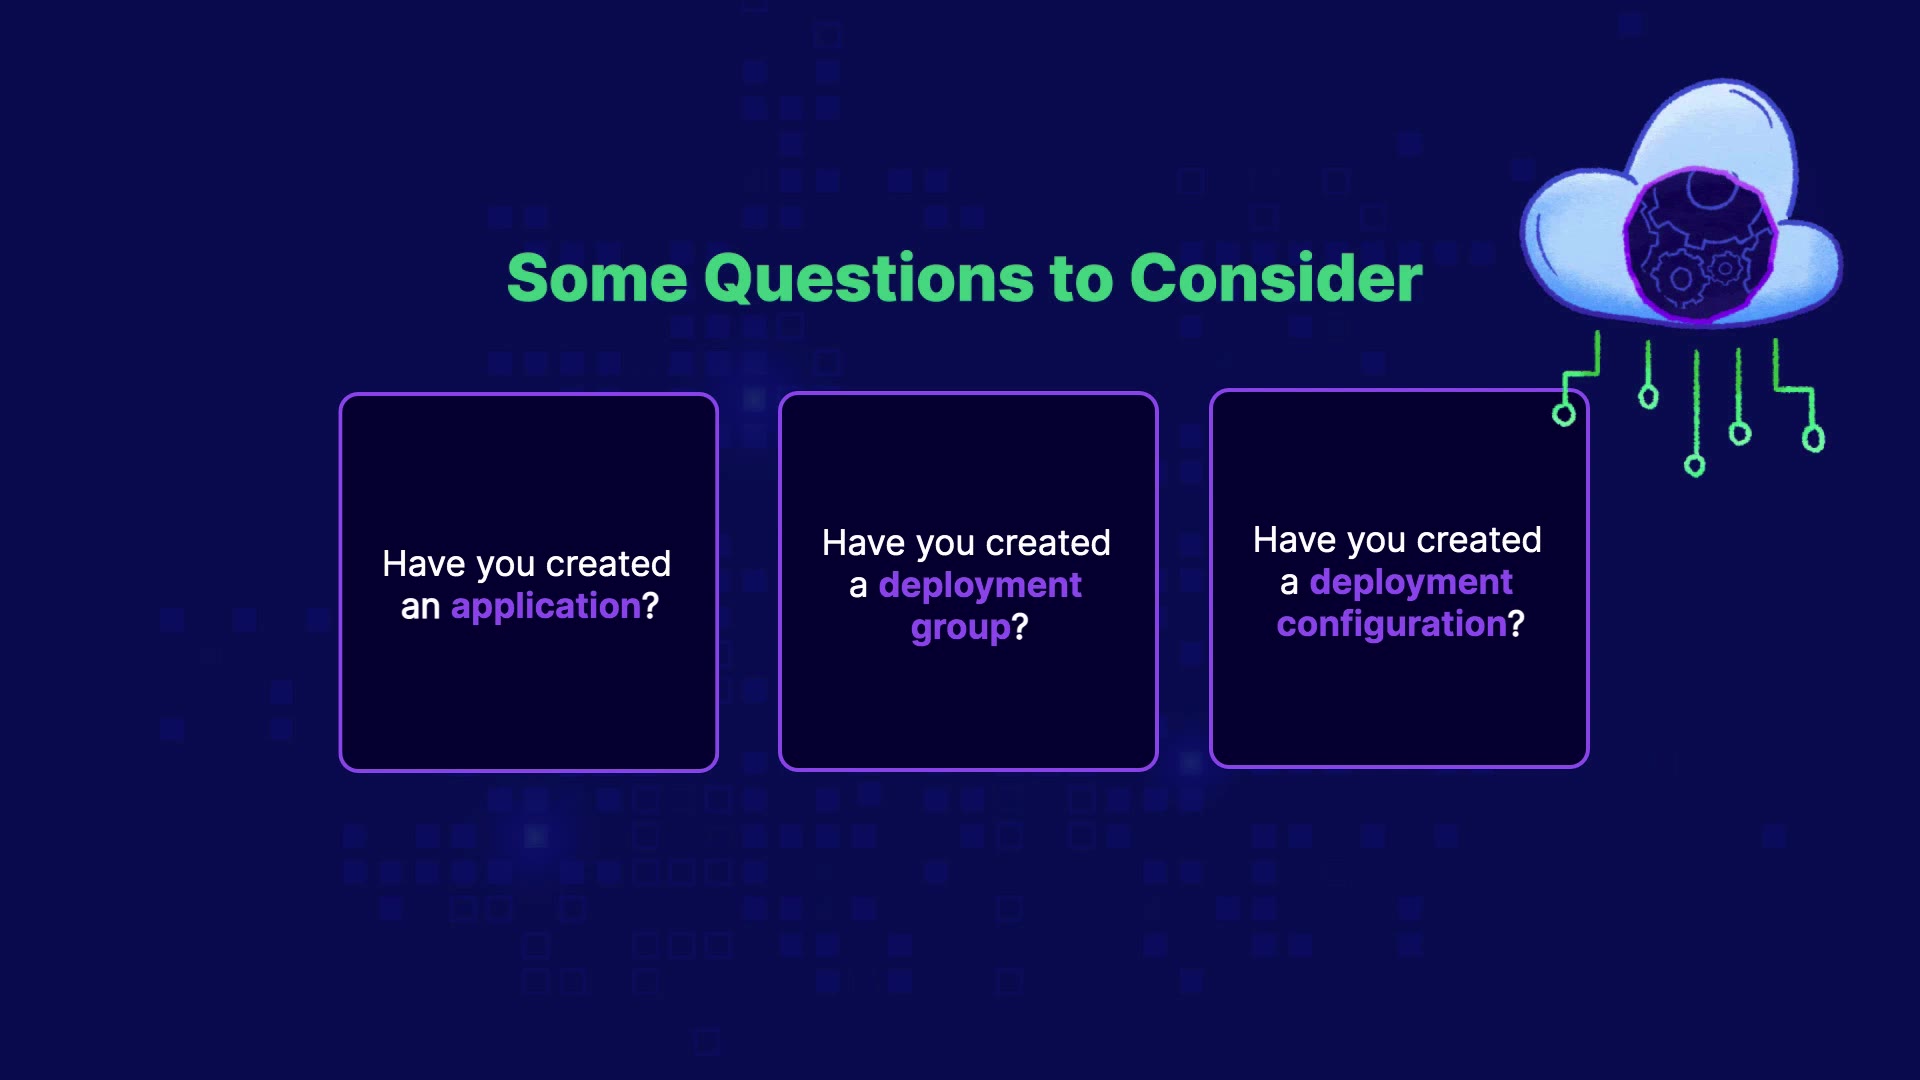 Some Questions to Consider
Have you created
an application?
Have you created
a deployment
group?
Have you created
a deployment
configuration?